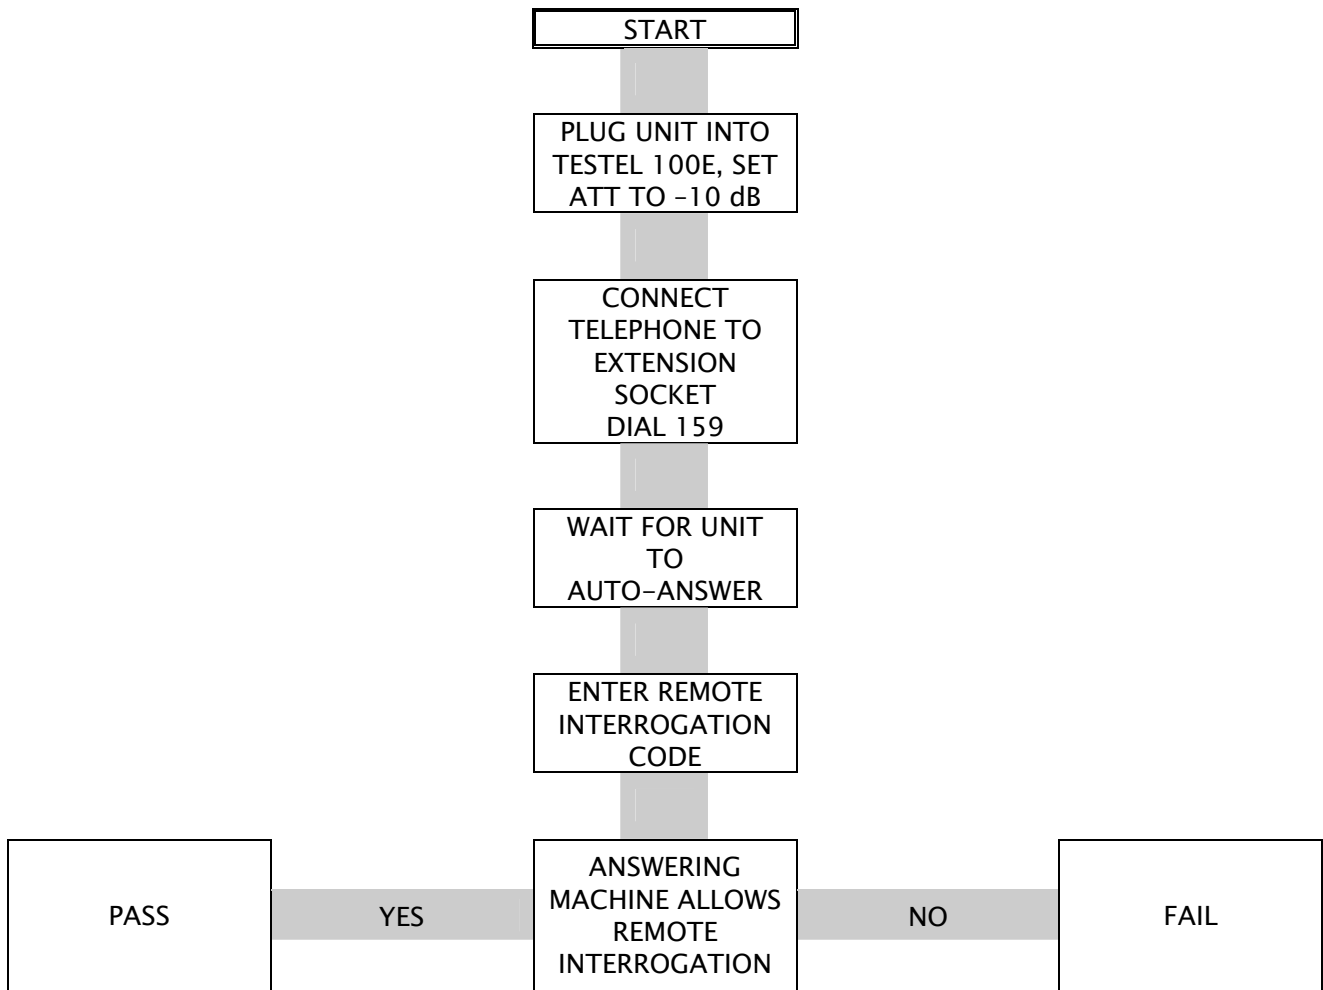 START
PLUG UNIT INTO
TESTEL 100E, SET
ATT TO –10 dB
CONNECT
TELEPHONE TO
EXTENSION
SOCKET
DIAL 159
WAIT FOR UNIT
TO
AUTO–ANSWER
ENTER REMOTE
INTERROGATION
CODE
PASS
YES
ANSWERING
MACHINE ALLOWS
REMOTE
INTERROGATION
NO
FAIL